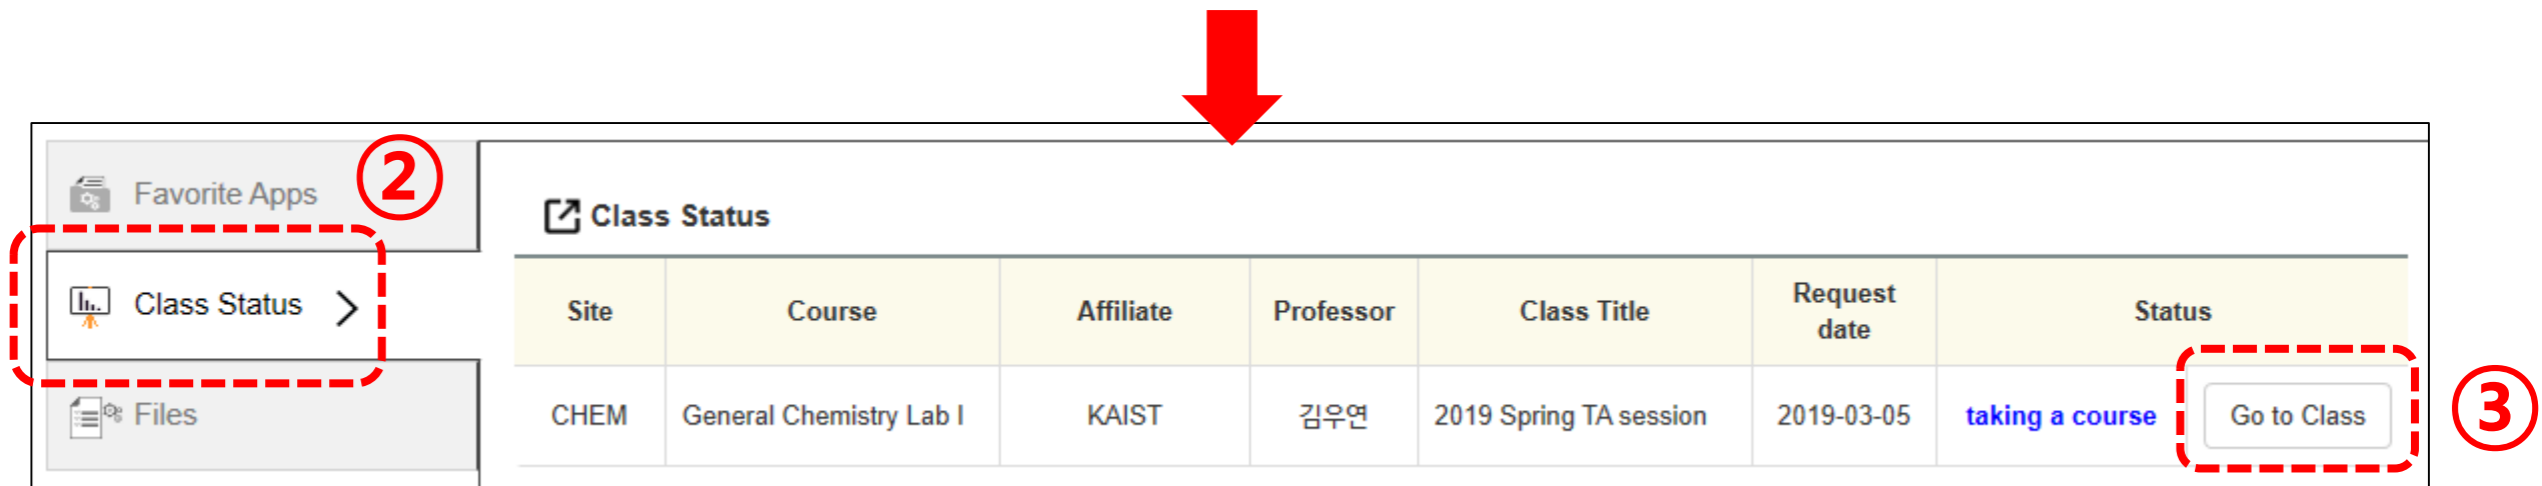 Favorite Apps
②
Class Status
Files
Class Status
Site Course Affiliate Professor Class Title Request date Status
CHEM General Chemistry Lab I KAIST 김우연 2019 Spring TA session 2019-03-05 taking a course Go to Class
③